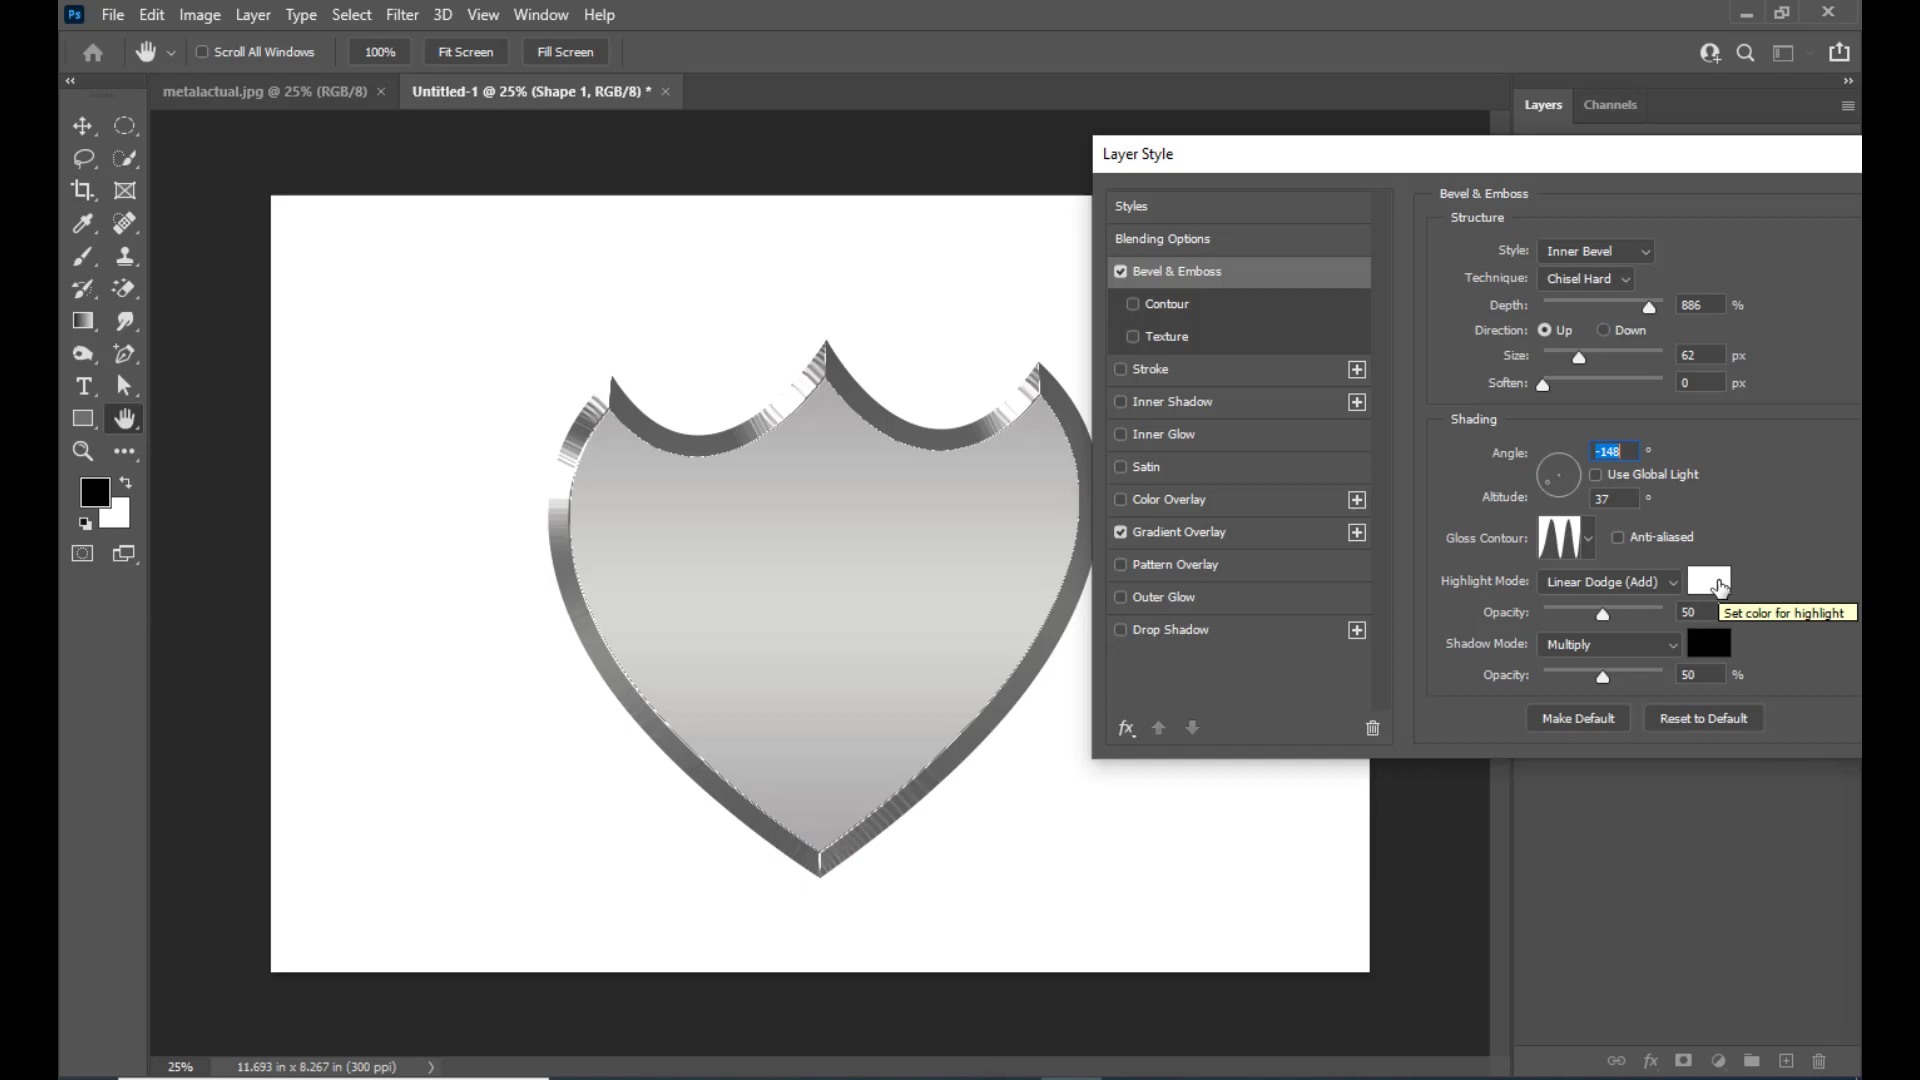 Ps File Edit Image Layer Type Select Filter 3D View Window Help
Scroll All Windows 100% Fit Screen Fill Screen
metalactual.jpg @ 25% (RGB/8) × Untitled-1 @ 25% (Shape 1, RGB/8) * ×
Layers Channels
Layer Style
Styles
Blending Options
Bevel & Emboss
Contour
Texture
Stroke
Inner Shadow
Inner Glow
Satin
Color Overlay
Gradient Overlay
Pattern Overlay
Outer Glow
Drop Shadow
fx
Bevel & Emboss
Structure
Style: Inner Bevel
Technique: Chisel Hard
Depth: 886 %
Direction: Up Down
Size: 62 px
Soften: 0 px
Shading
Angle: -148 °
Use Global Light
Altitude: 37 °
Gloss Contour: Anti-aliased
Highlight Mode: Linear Dodge (Add)
Opacity: 50
Set color for highlight
Shadow Mode: Multiply
Opacity: 50 %
Make Default Reset to Default
T
25% 11.693 in x 8.267 in (300 ppi)
fx